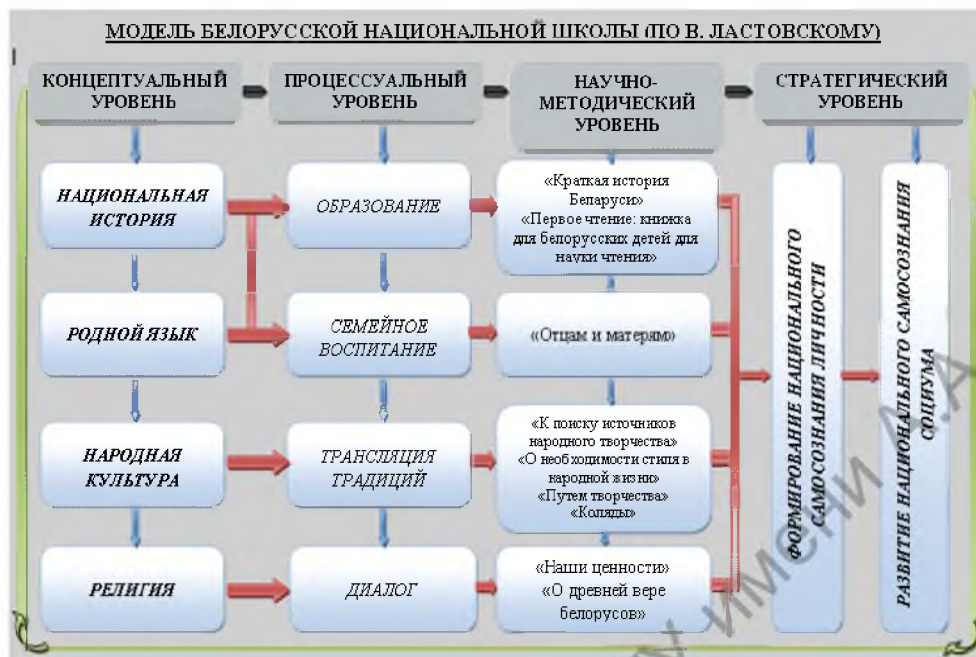 МОДЕЛЬ БЕЛОРУССКОЙ НАЦИОНАЛЬНОЙ ШКОЛЫ (ПО В. ЛАСТОВСКОМУ)
КОНЦЕПТУАЛЬНЫЙ
УРОВЕНЬ
ПРОЦЕССУАЛЬНЫЙ
УРОВЕНЬ
НАУЧНО-
МЕТОДИЧЕСКИЙ
УРОВЕНЬ
СТРАТЕГИЧЕСКИЙ
УРОВЕНЬ
НАЦИОНАЛЬНАЯ
ИСТОРИЯ
ОБРАЗОВАНИЕ
«Краткая история
Беларуси»
«Первое чтение: книжка
для белорусских детей для
науки чтения»
РОДНОЙ ЯЗЫК
СЕМЕЙНОЕ
ВОСПИТАНИЕ
«Отцам и матерям»
НАРОДНАЯ
КУЛЬТУРА
ТРАНСЛЯЦИЯ
ТРАДИЦИЙ
«К поиску источников
народного творчества»
«О необходимости стиля в
народной жизни»
«Путем творчества»
«Коляды»
РЕЛИГИЯ
ДИАЛОГ
«Наши ценности»
«О древней вере
белорусов»
ФОРМИРОВАНИЕ НАЦИОНАЛЬНОГО
САМОСОЗНАНИЯ ЛИЧНОСТИ
РАЗВИТИЕ НАЦИОНАЛЬНОГО САМОСОЗНАНИЯ
СОЦИУМА
имени А.А